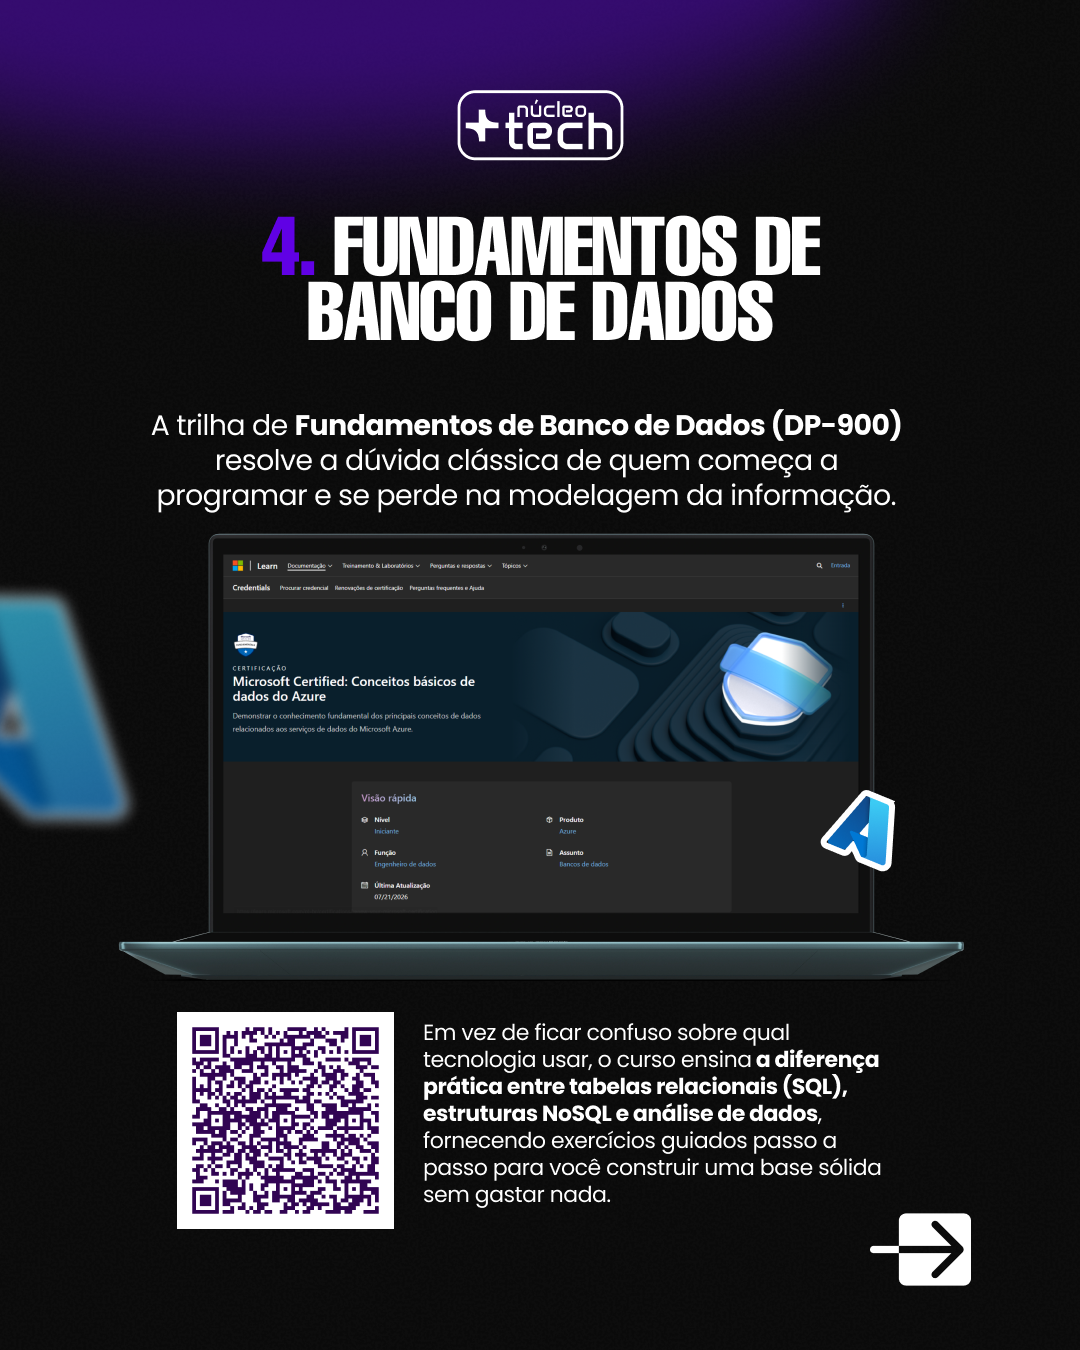 núcleo
tech
4. FUNDAMENTOS DE
BANCO DE DADOS
A trilha de Fundamentos de Banco de Dados (DP-900)
resolve a dúvida clássica de quem começa a
programar e se perde na modelagem da informação.
Learn Documentação Treinamento & Laboratórios Perguntas e respostas Tópicos Entrada
Credentials Procurar credencial Renovações de certificação Perguntas frequentes e Ajuda
CERTIFICAÇÃO
Microsoft Certified: Conceitos básicos de
dados do Azure
Demonstrar o conhecimento fundamental dos principais conceitos de dados
relacionados aos serviços de dados do Microsoft Azure.
Visão rápida
Nível
Iniciante
Produto
Azure
Função
Engenheiro de dados
Assunto
Bancos de dados
Última Atualização
07/21/2026
Em vez de ficar confuso sobre qual
tecnologia usar, o curso ensina a diferença
prática entre tabelas relacionais (SQL),
estruturas NoSQL e análise de dados,
fornecendo exercícios guiados passo a
passo para você construir uma base sólida
sem gastar nada.